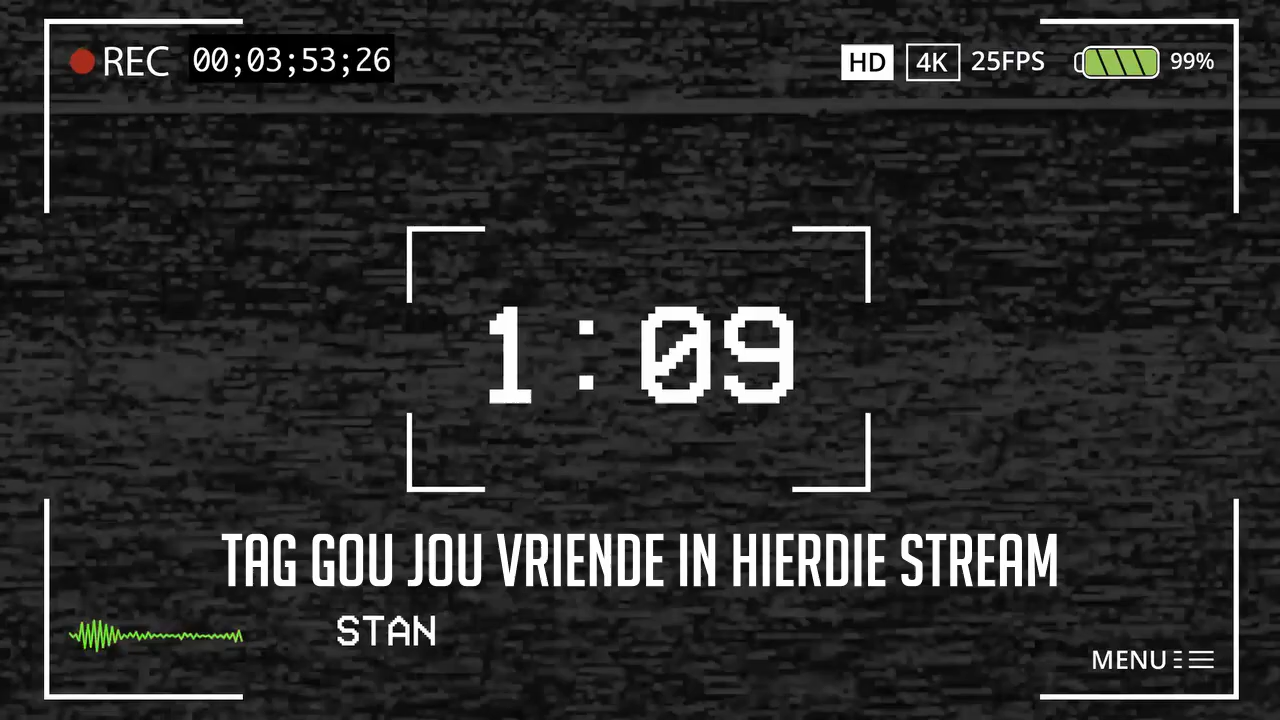 REC 00;03;53;26
HD 4K 25FPS 99%
1:09
TAG GOU JOU VRIENDE IN HIERDIE STREAM
STAN
MENU